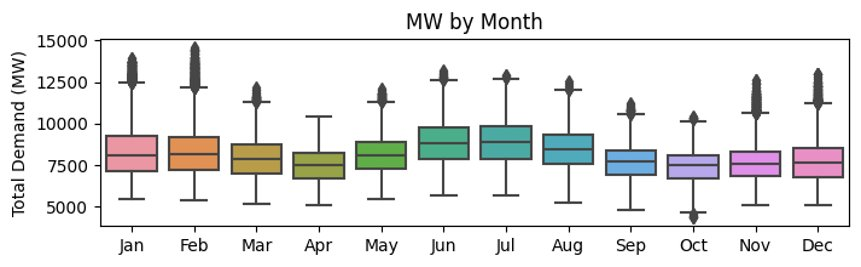 MW by Month
Total Demand (MW)
15000
12500
10000
7500
5000
Jan Feb Mar Apr May Jun Jul Aug Sep Oct Nov Dec